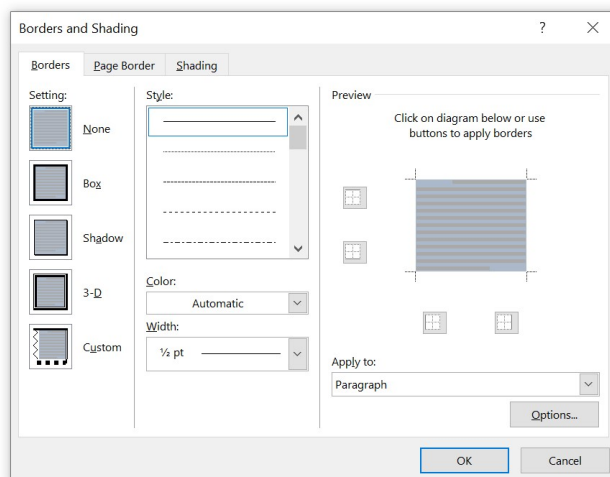 Borders and Shading
Borders
Page Border
Shading
Setting:
None
Box
Shadow
3-D
Custom
Style:
Color:
Automatic
Width:
½ pt
Preview
Click on diagram below or use
buttons to apply borders
Apply to:
Paragraph
Options...
OK
Cancel